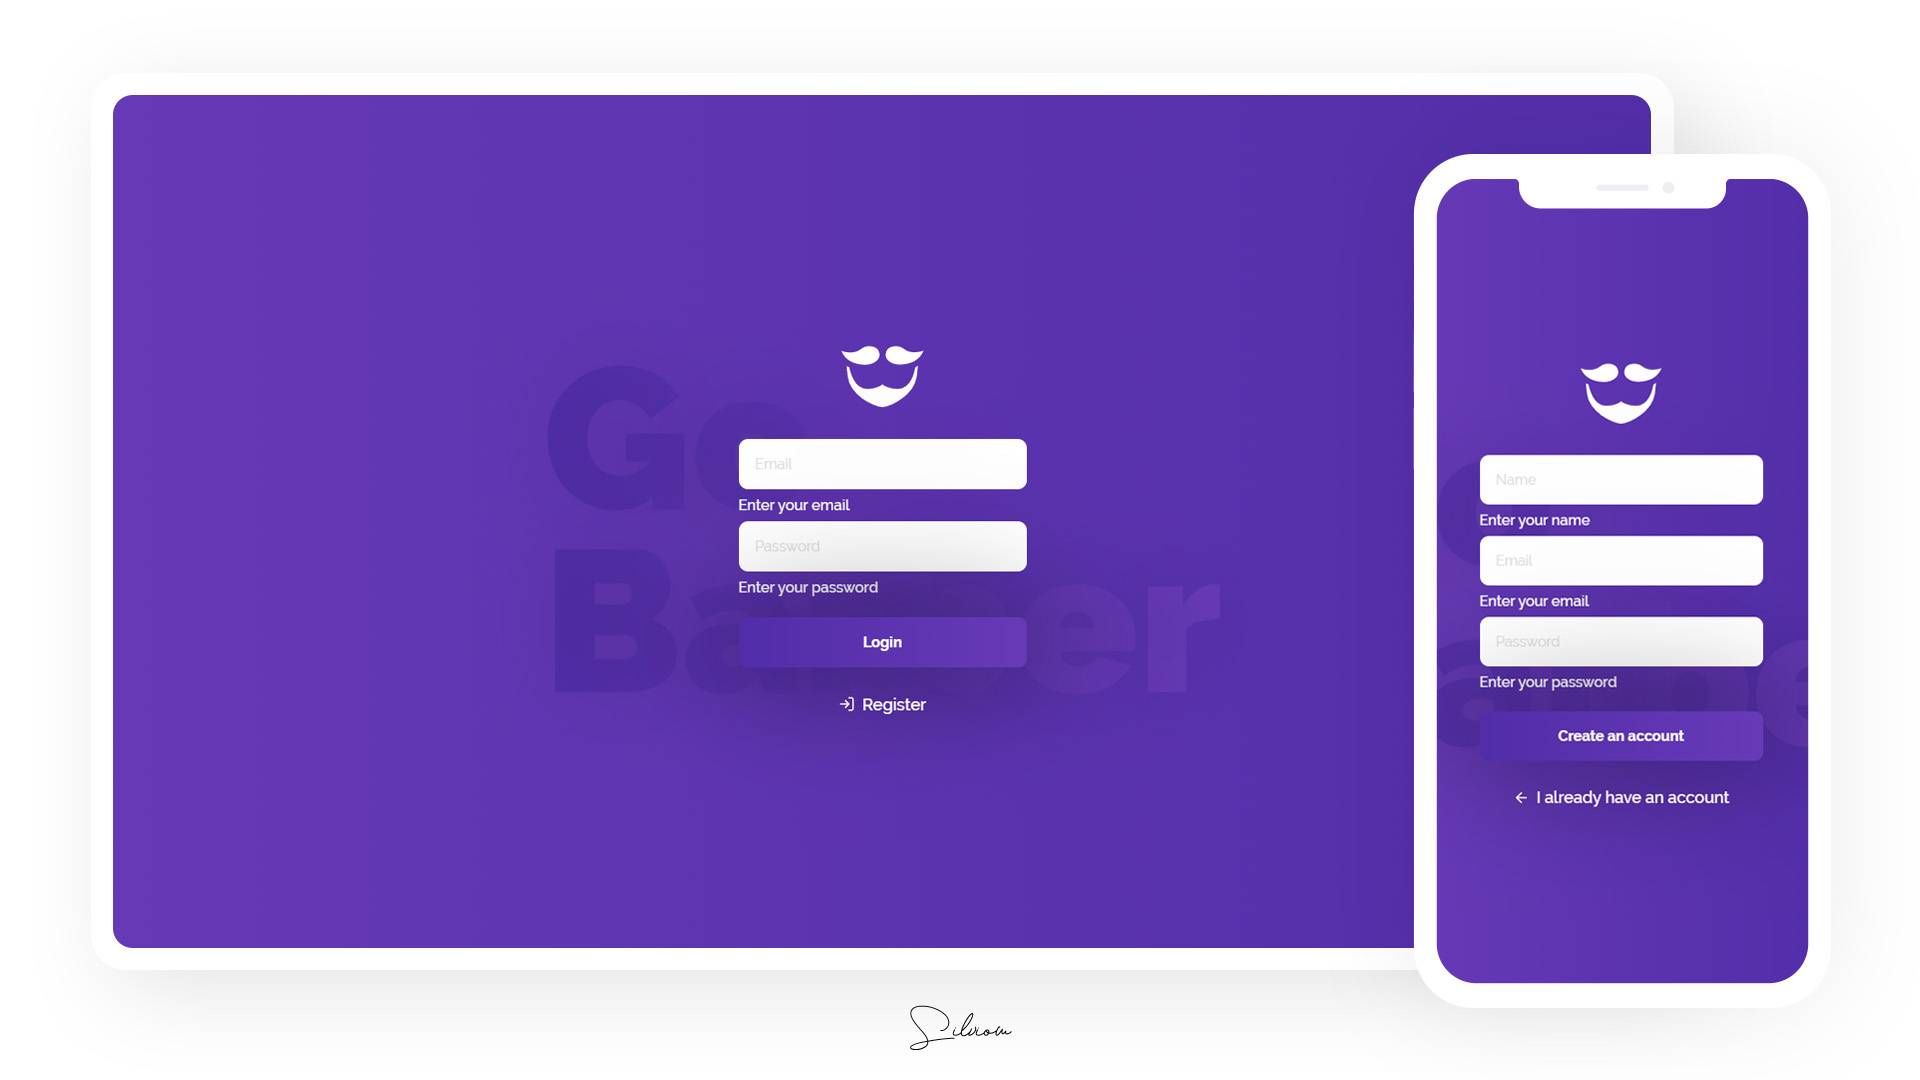 Go
Barber
Email
Enter your email
Password
Enter your password
Login
Register
Name
Enter your name
Email
Enter your email
Password
Enter your password
Create an account
I already have an account
Silviom